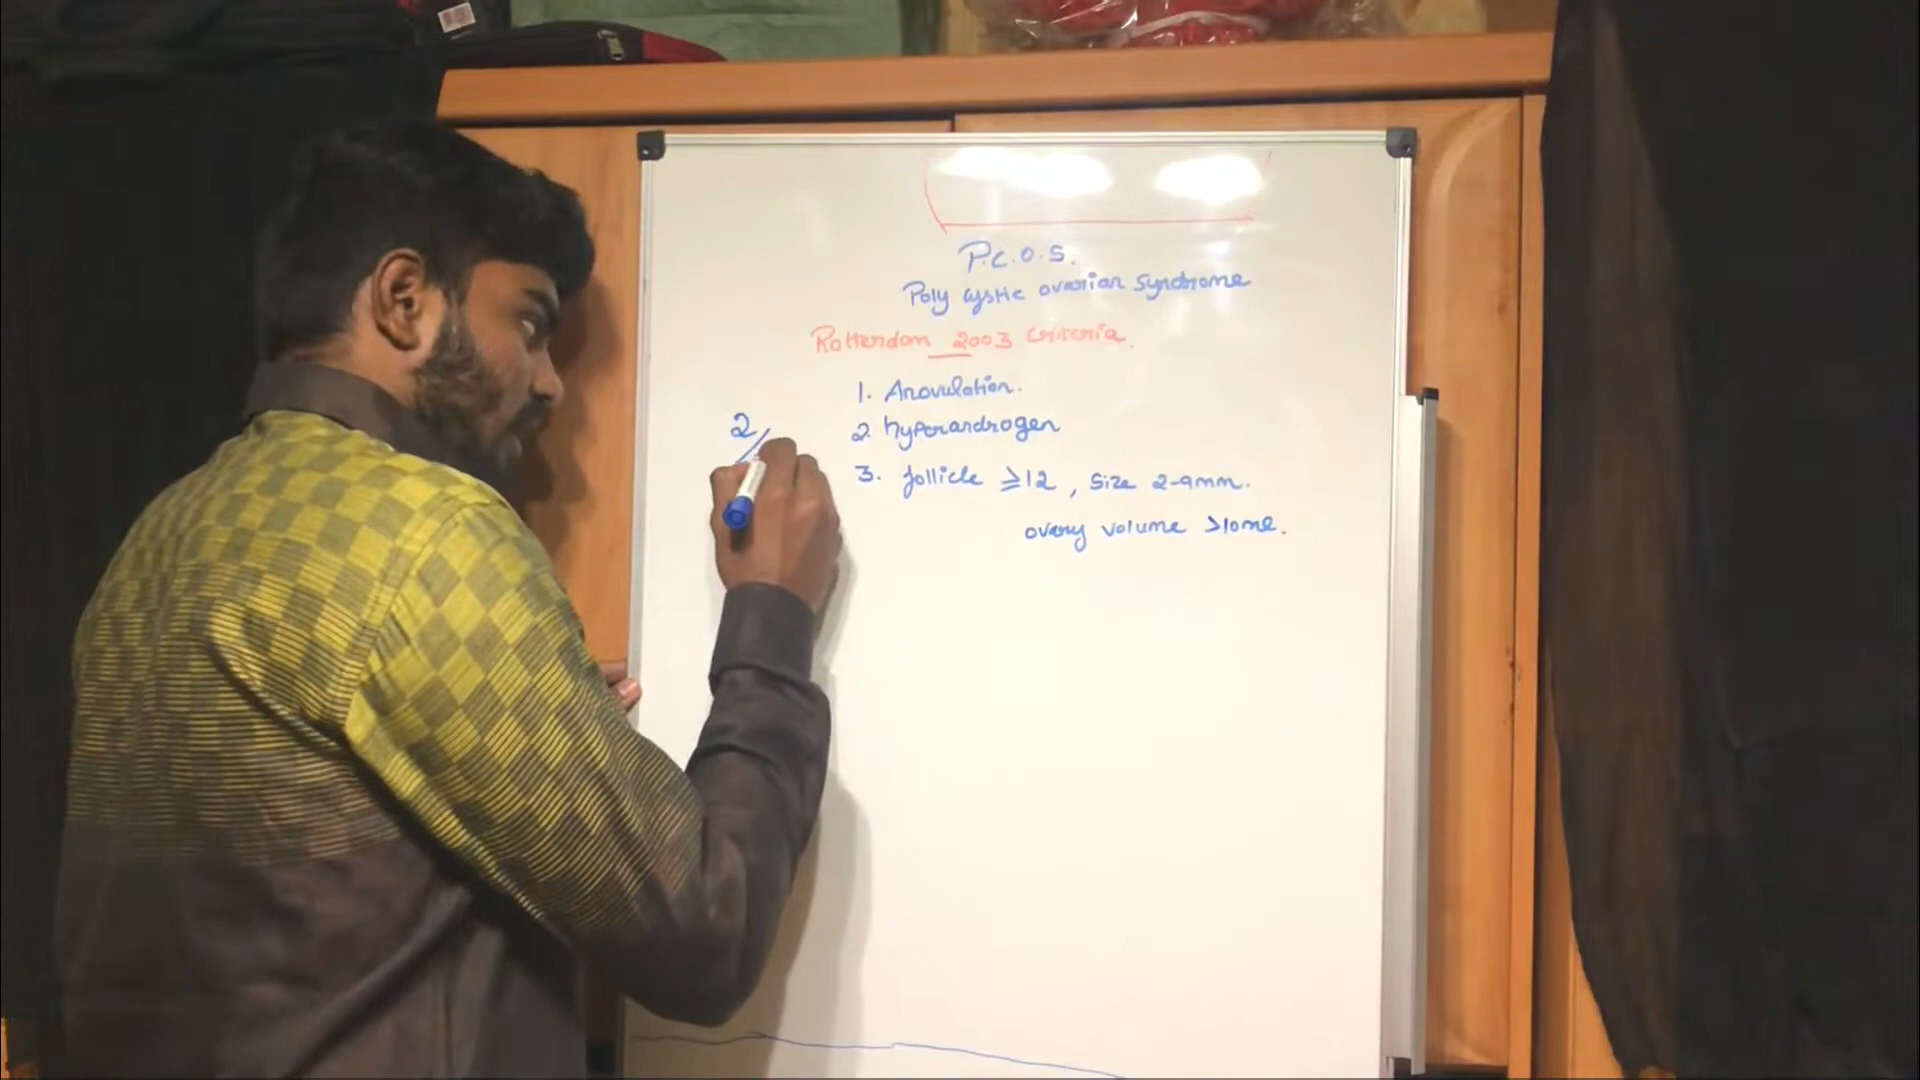 P.C.O.S.
Poly cystic ovarian Syndrome
Rotterdam 2003 Criteria.
1. Anovulation.
2. hyperandrogen
2/
3. follicle ≥12, Size 2-9mm.
ovary volume >10ml.